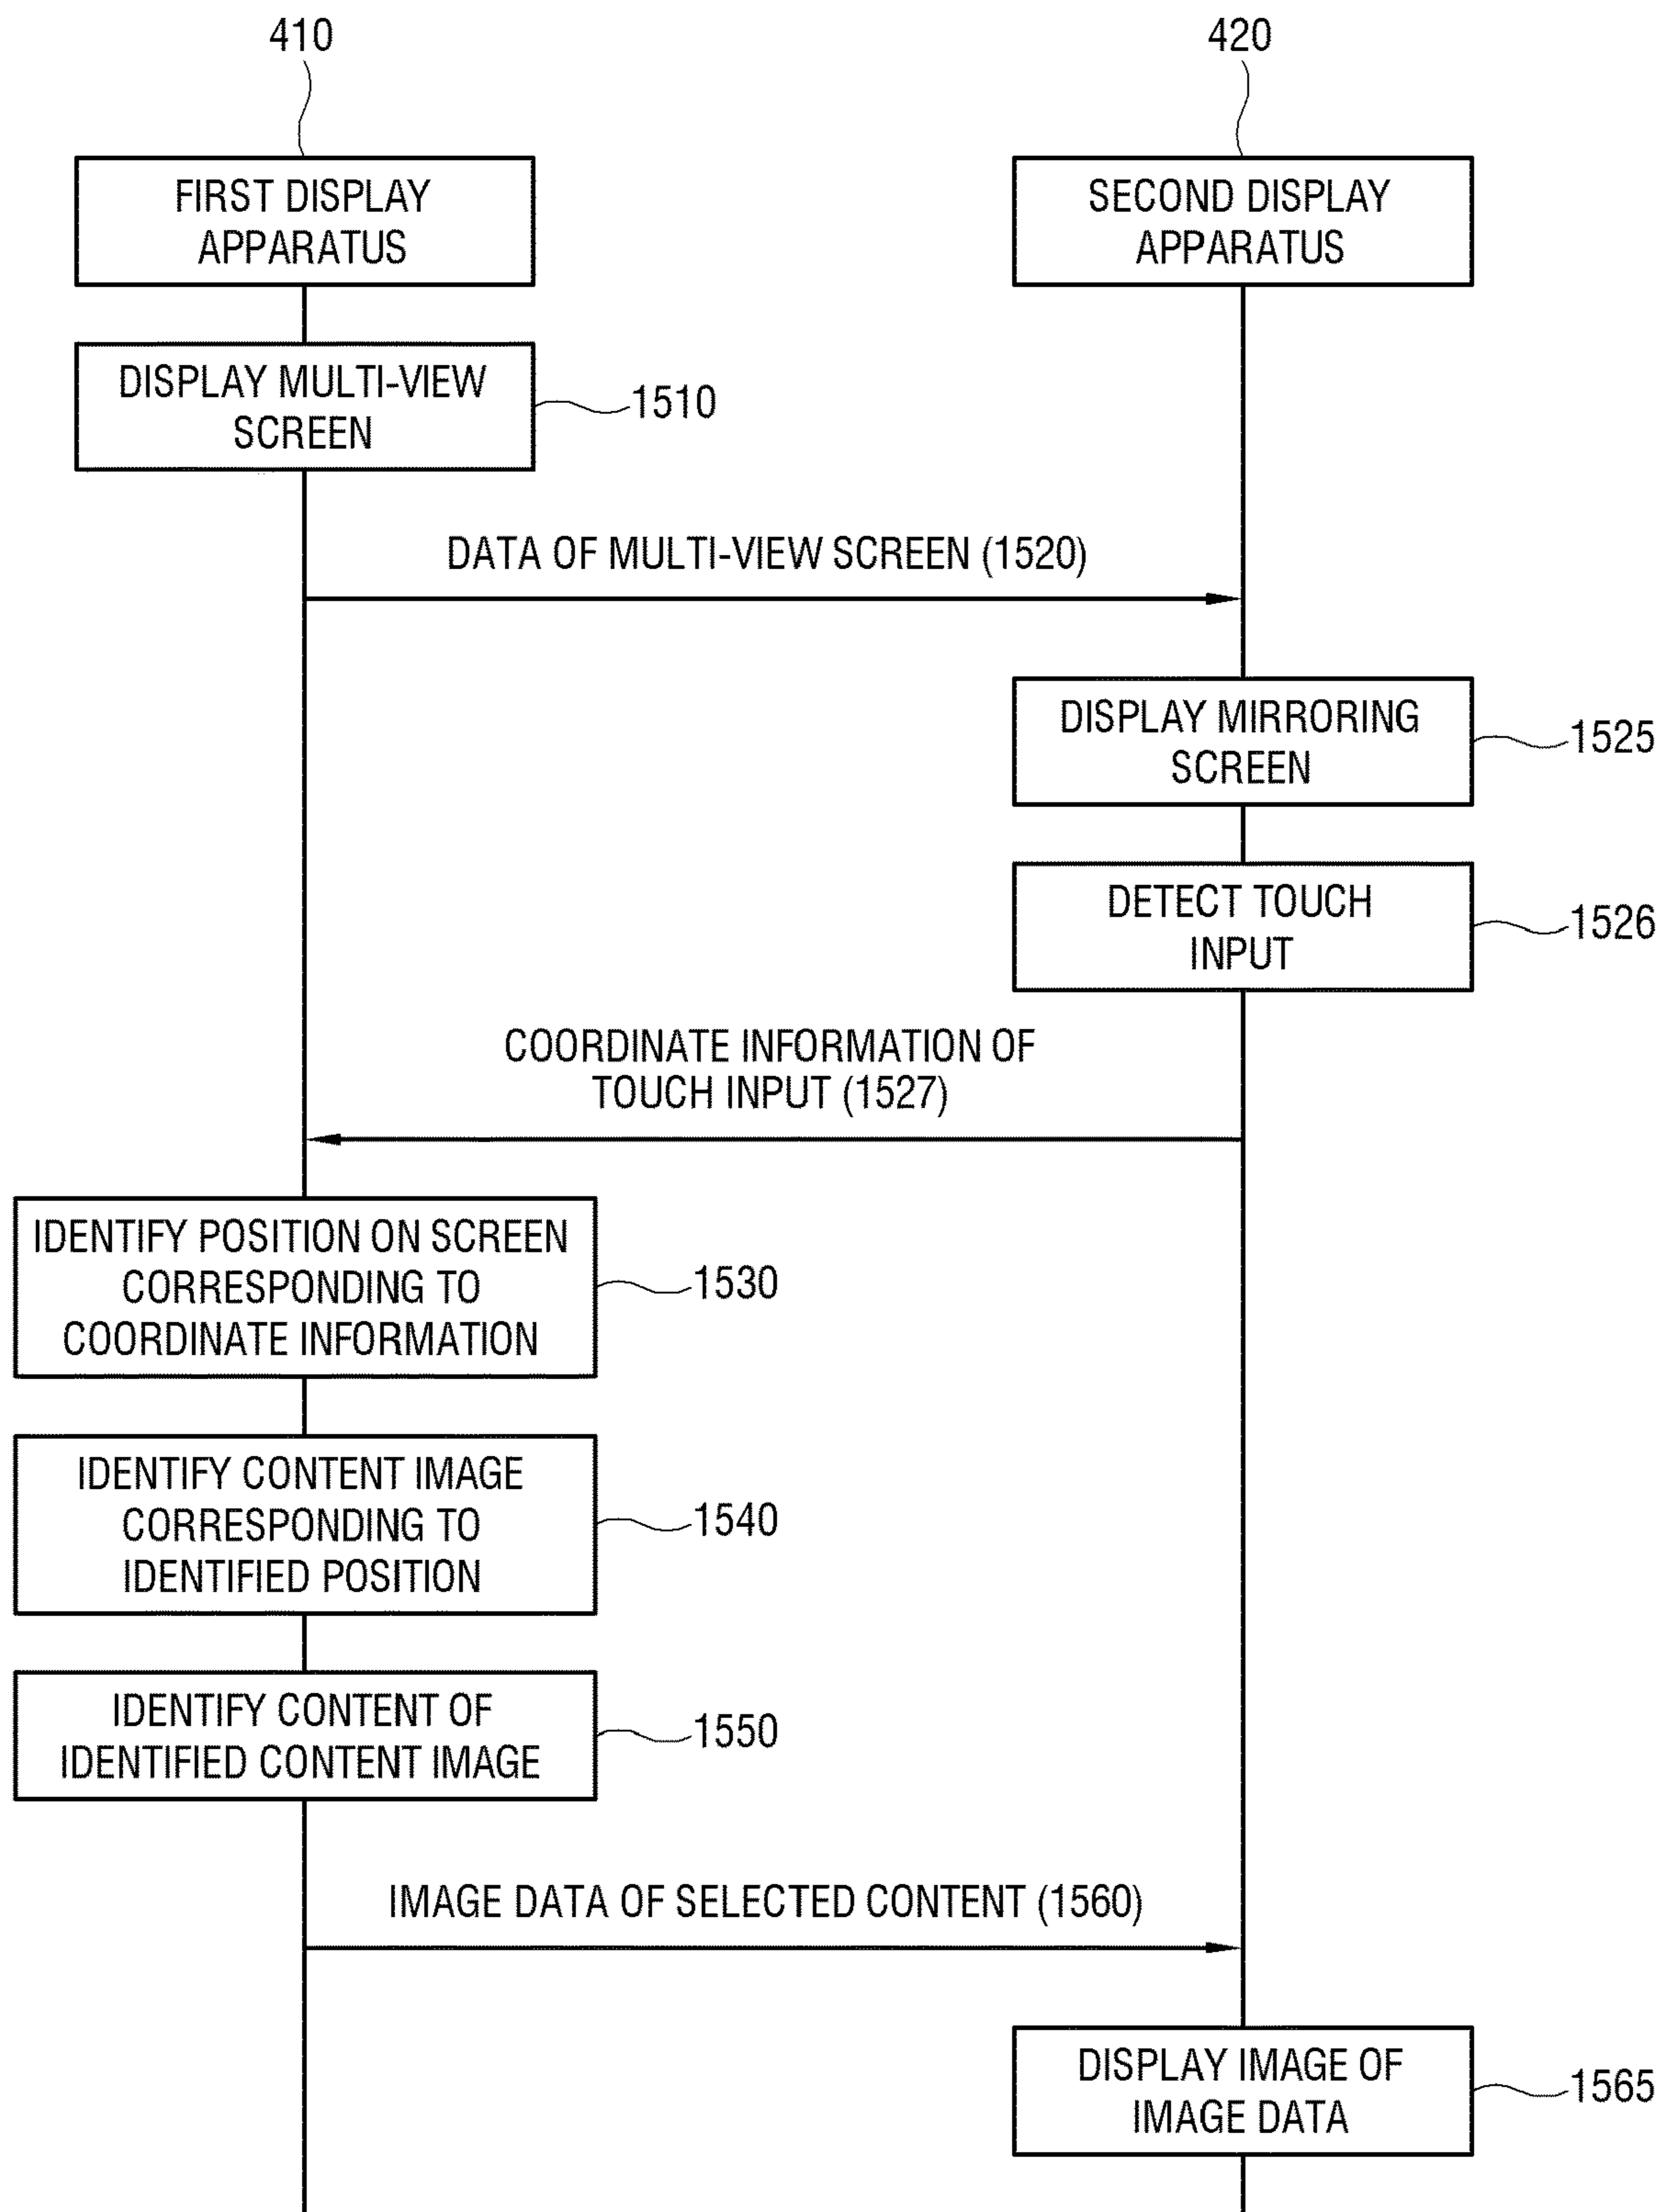 410
420
FIRST DISPLAY
APPARATUS
SECOND DISPLAY
APPARATUS
DISPLAY MULTI-VIEW
SCREEN
1510
DATA OF MULTI-VIEW SCREEN (1520)
DISPLAY MIRRORING
SCREEN
1525
DETECT TOUCH
INPUT
1526
COORDINATE INFORMATION OF
TOUCH INPUT (1527)
IDENTIFY POSITION ON SCREEN
CORRESPONDING TO
COORDINATE INFORMATION
1530
IDENTIFY CONTENT IMAGE
CORRESPONDING TO
IDENTIFIED POSITION
1540
IDENTIFY CONTENT OF
IDENTIFIED CONTENT IMAGE
1550
IMAGE DATA OF SELECTED CONTENT (1560)
DISPLAY IMAGE OF
IMAGE DATA
1565